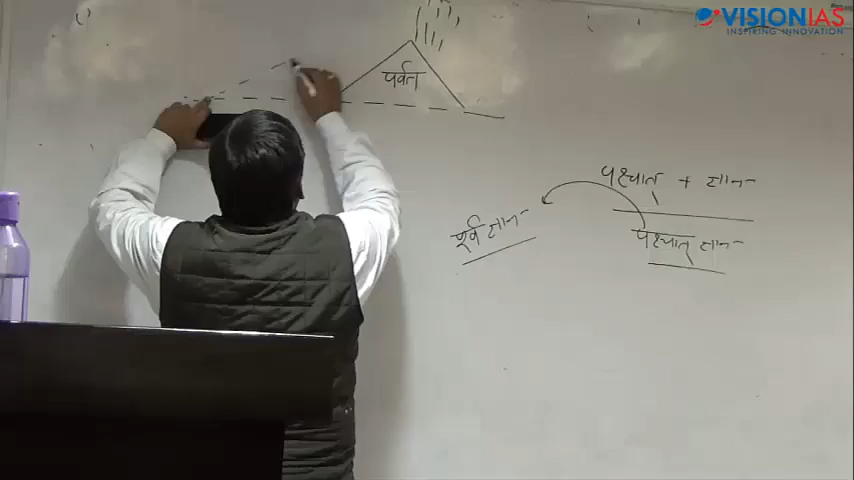 VISIONIAS
INSPIRING INNOVATION
पर्वत
पश्चात् + ज्ञान
पूर्व ज्ञान
पश्चात् ज्ञान